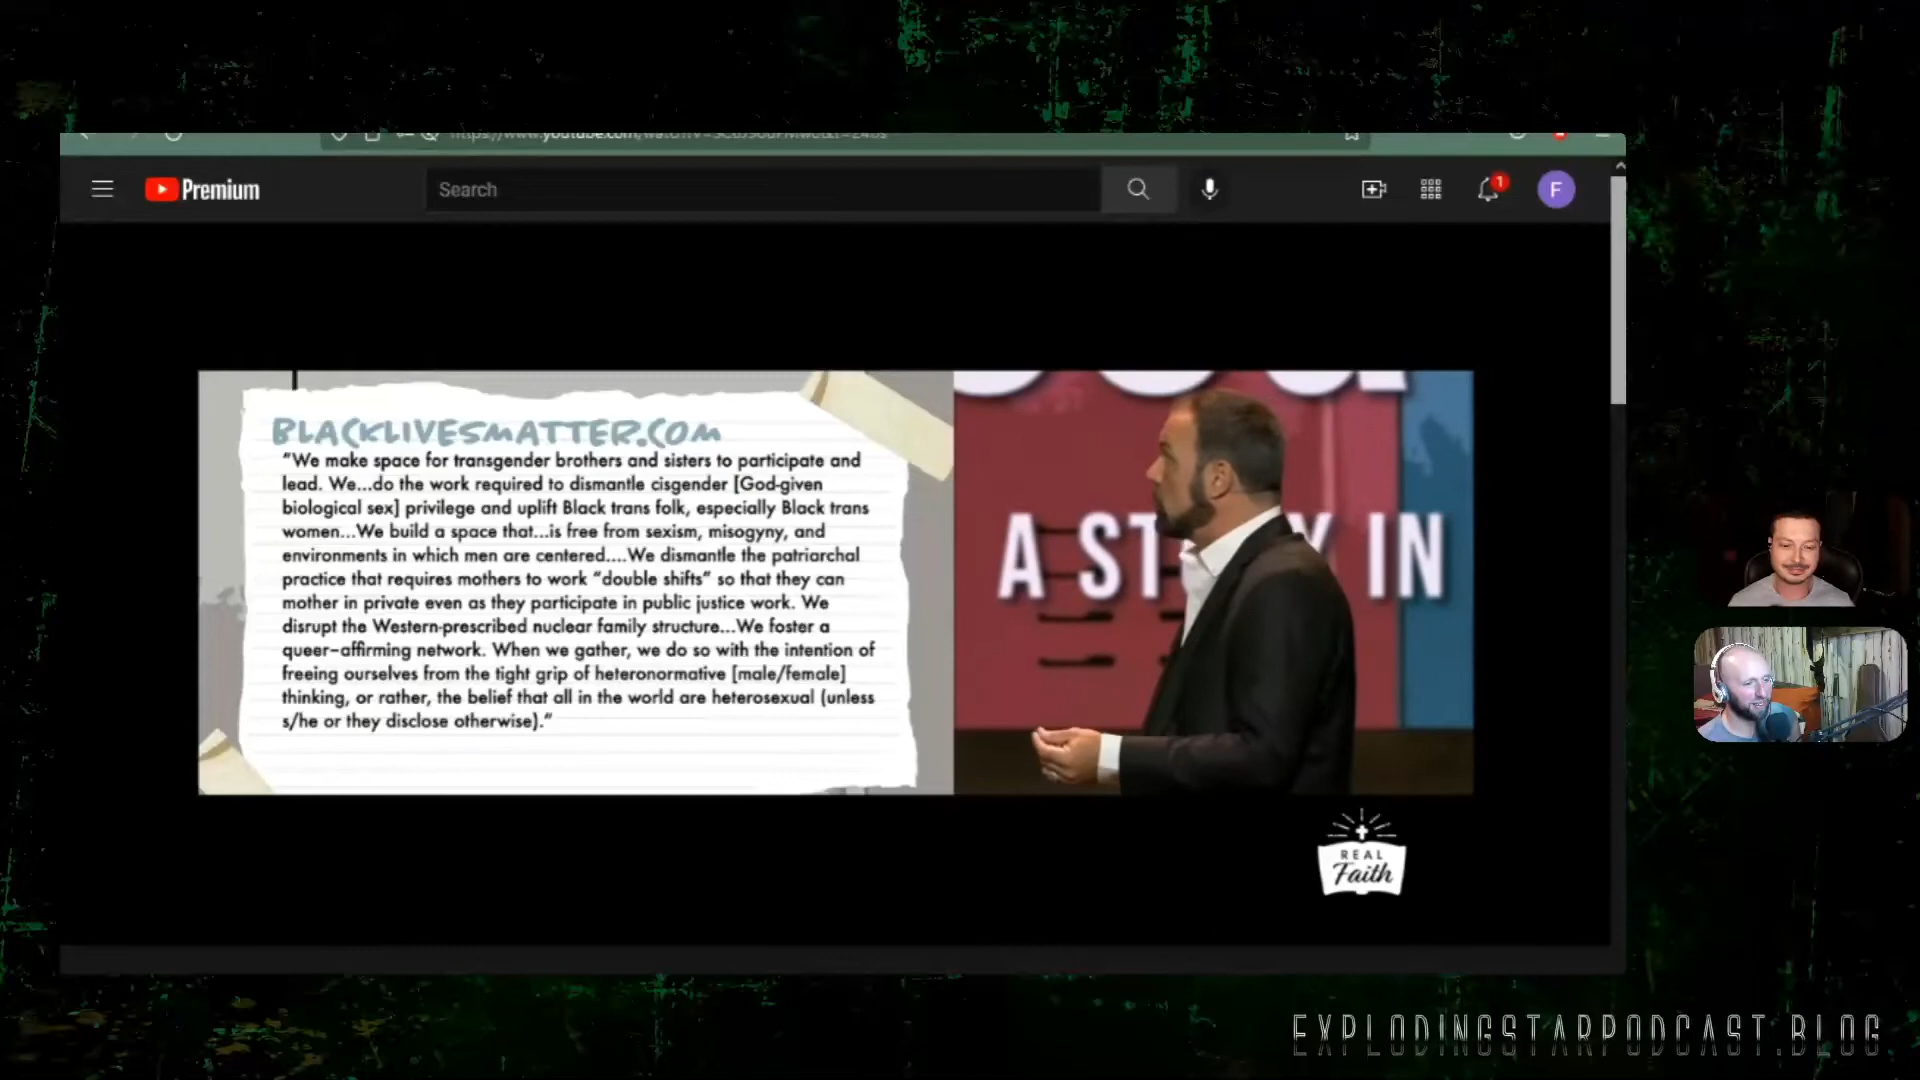 Premium
Search
1
F
BLACKLIVESMATTER.COM
"We make space for transgender brothers and sisters to participate and
lead. We...do the work required to dismantle cisgender [God-given
biological sex] privilege and uplift Black trans folk, especially Black trans
women...We build a space that...is free from sexism, misogyny, and
environments in which men are centered....We dismantle the patriarchal
practice that requires mothers to work "double shifts" so that they can
mother in private even as they participate in public justice work. We
disrupt the Western-prescribed nuclear family structure...We foster a
queer-affirming network. When we gather, we do so with the intention of
freeing ourselves from the tight grip of heteronormative [male/female]
thinking, or rather, the belief that all in the world are heterosexual (unless
s/he or they disclose otherwise)."
A ST Y IN
REAL
Faith
EXPLODINGSTARPODCAST.BLOG